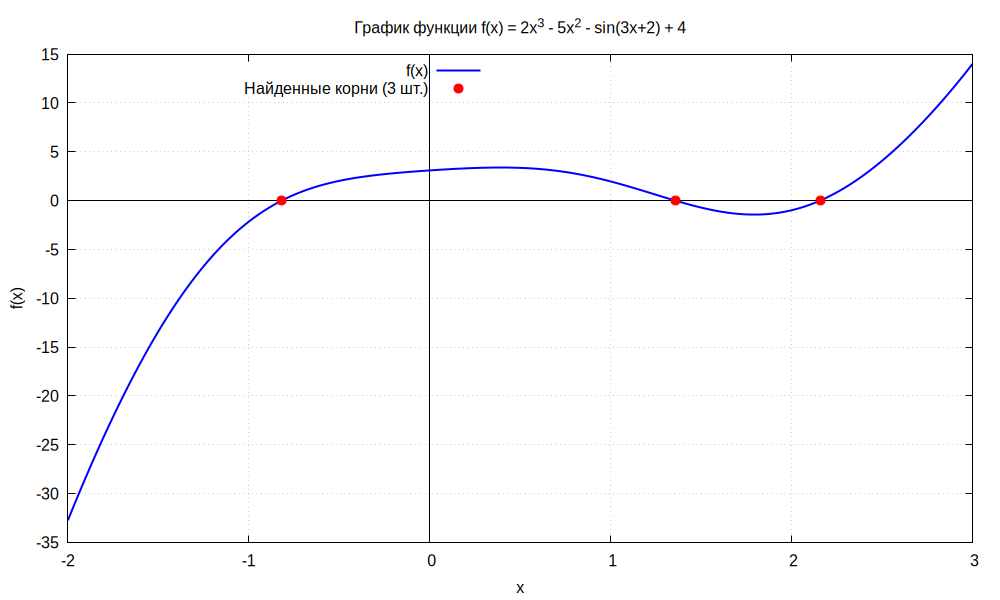 График функции f(x) = 2x³ - 5x² - sin(3x+2) + 4
f(x)
Найденные корни (3 шт.)
15
10
5
0
-5
-10
-15
-20
-25
-30
-35
f(x)
-2 -1 0 1 2 3
x